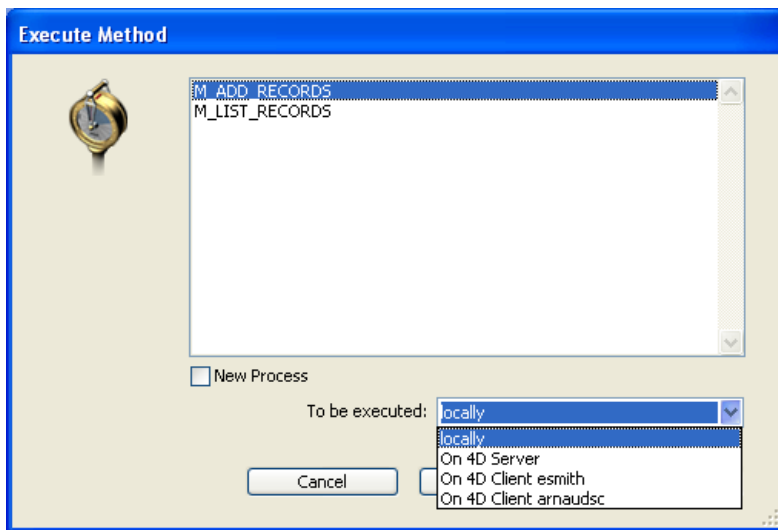 Execute Method
M_ADD_RECORDS
M_LIST_RECORDS
New Process
To be executed: locally
locally
On 4D Server
On 4D Client esmith
On 4D Client arnaudsc
Cancel